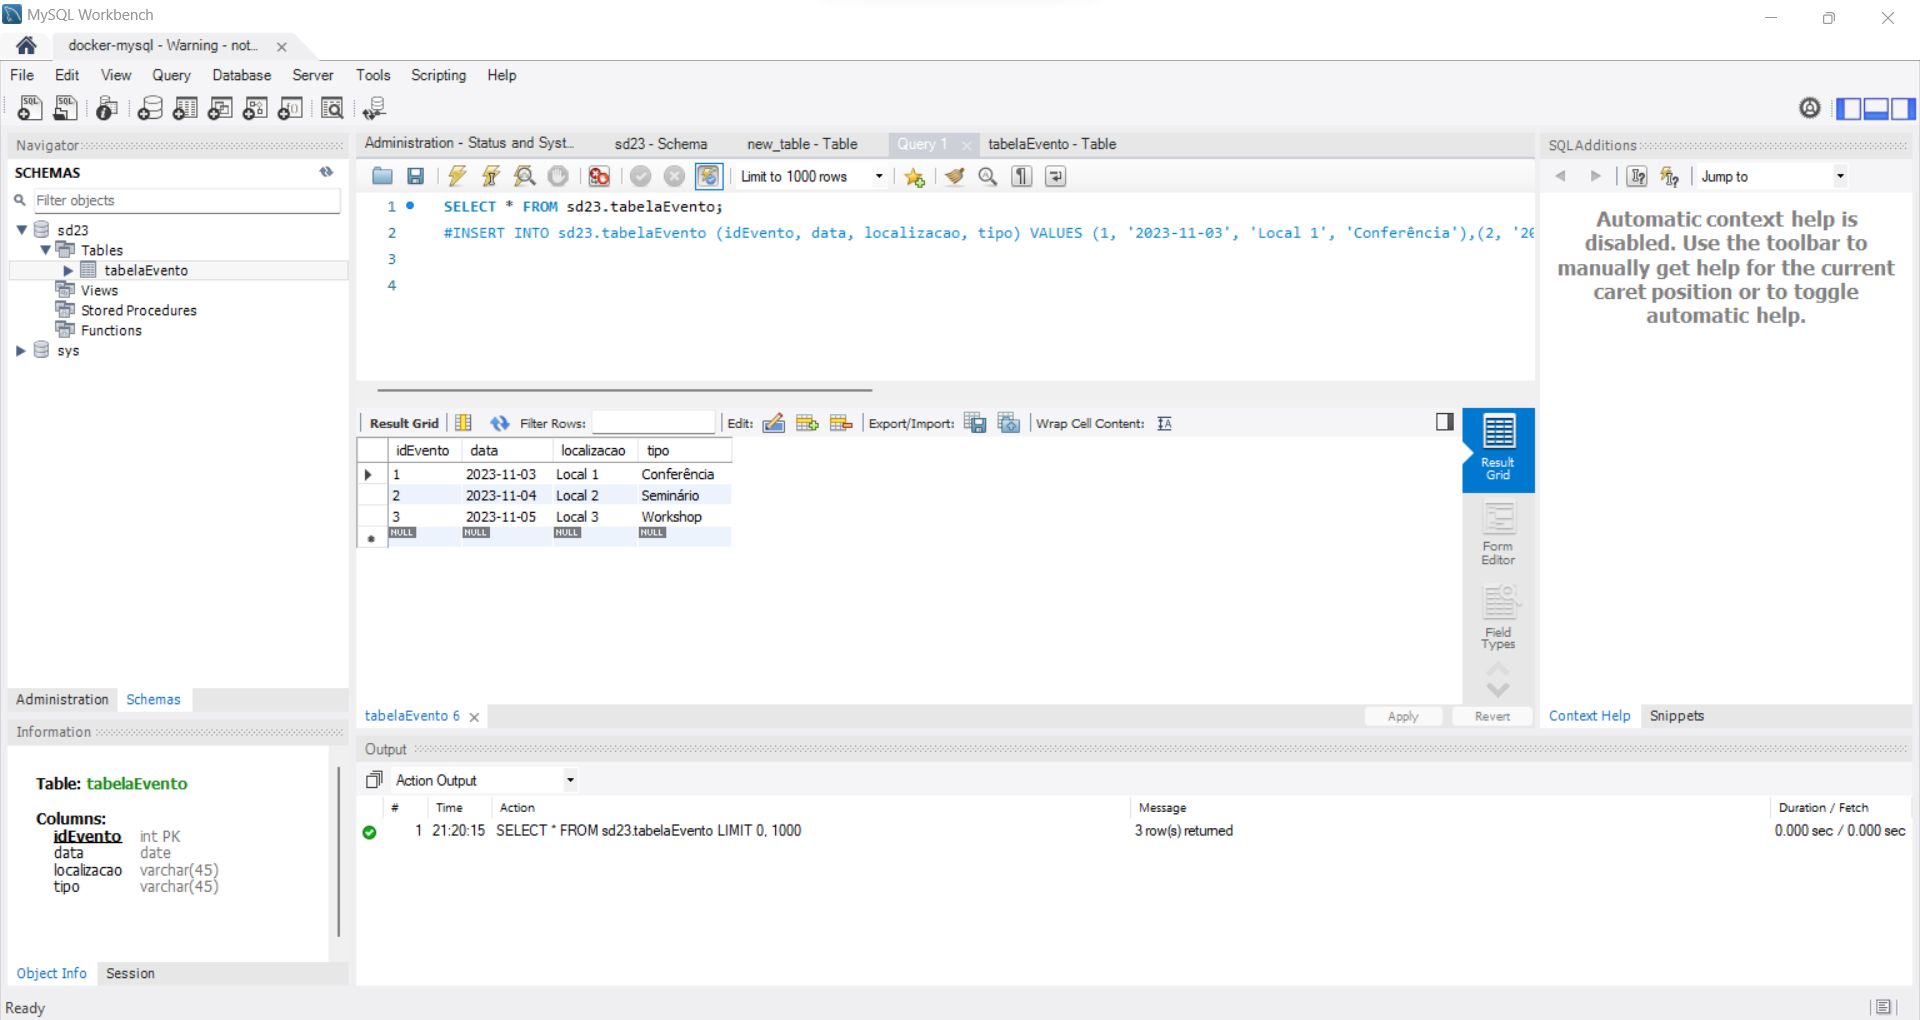 MySQL Workbench
docker-mysql - Warning - not...
File Edit View Query Database Server Tools Scripting Help
Navigator
SCHEMAS
Filter objects
sd23
Tables
tabelaEvento
Views
Stored Procedures
Functions
sys
Administration Schemas
Information
Table: tabelaEvento
Columns:
idEvento int PK
data date
localizacao varchar(45)
tipo varchar(45)
Object Info Session
Administration - Status and Syst... sd23 - Schema new_table - Table Query 1 tabelaEvento - Table
Limit to 1000 rows
1 SELECT * FROM sd23.tabelaEvento;
2 #INSERT INTO sd23.tabelaEvento (idEvento, data, localizacao, tipo) VALUES (1, '2023-11-03', 'Local 1', 'Conferência'),(2, '20
3
4
Result Grid Filter Rows: Edit: Export/Import: Wrap Cell Content:
idEvento data localizacao tipo
1 2023-11-03 Local 1 Conferência
2 2023-11-04 Local 2 Seminário
3 2023-11-05 Local 3 Workshop
NULL NULL NULL NULL
Result
Grid
Form
Editor
Field
Types
tabelaEvento 6 Apply Revert
Output
Action Output
# Time Action Message Duration / Fetch
1 21:20:15 SELECT * FROM sd23.tabelaEvento LIMIT 0, 1000 3 row(s) returned 0.000 sec / 0.000 sec
SQLAdditions
Jump to
Automatic context help is
disabled. Use the toolbar to
manually get help for the current
caret position or to toggle
automatic help.
Context Help Snippets
Ready